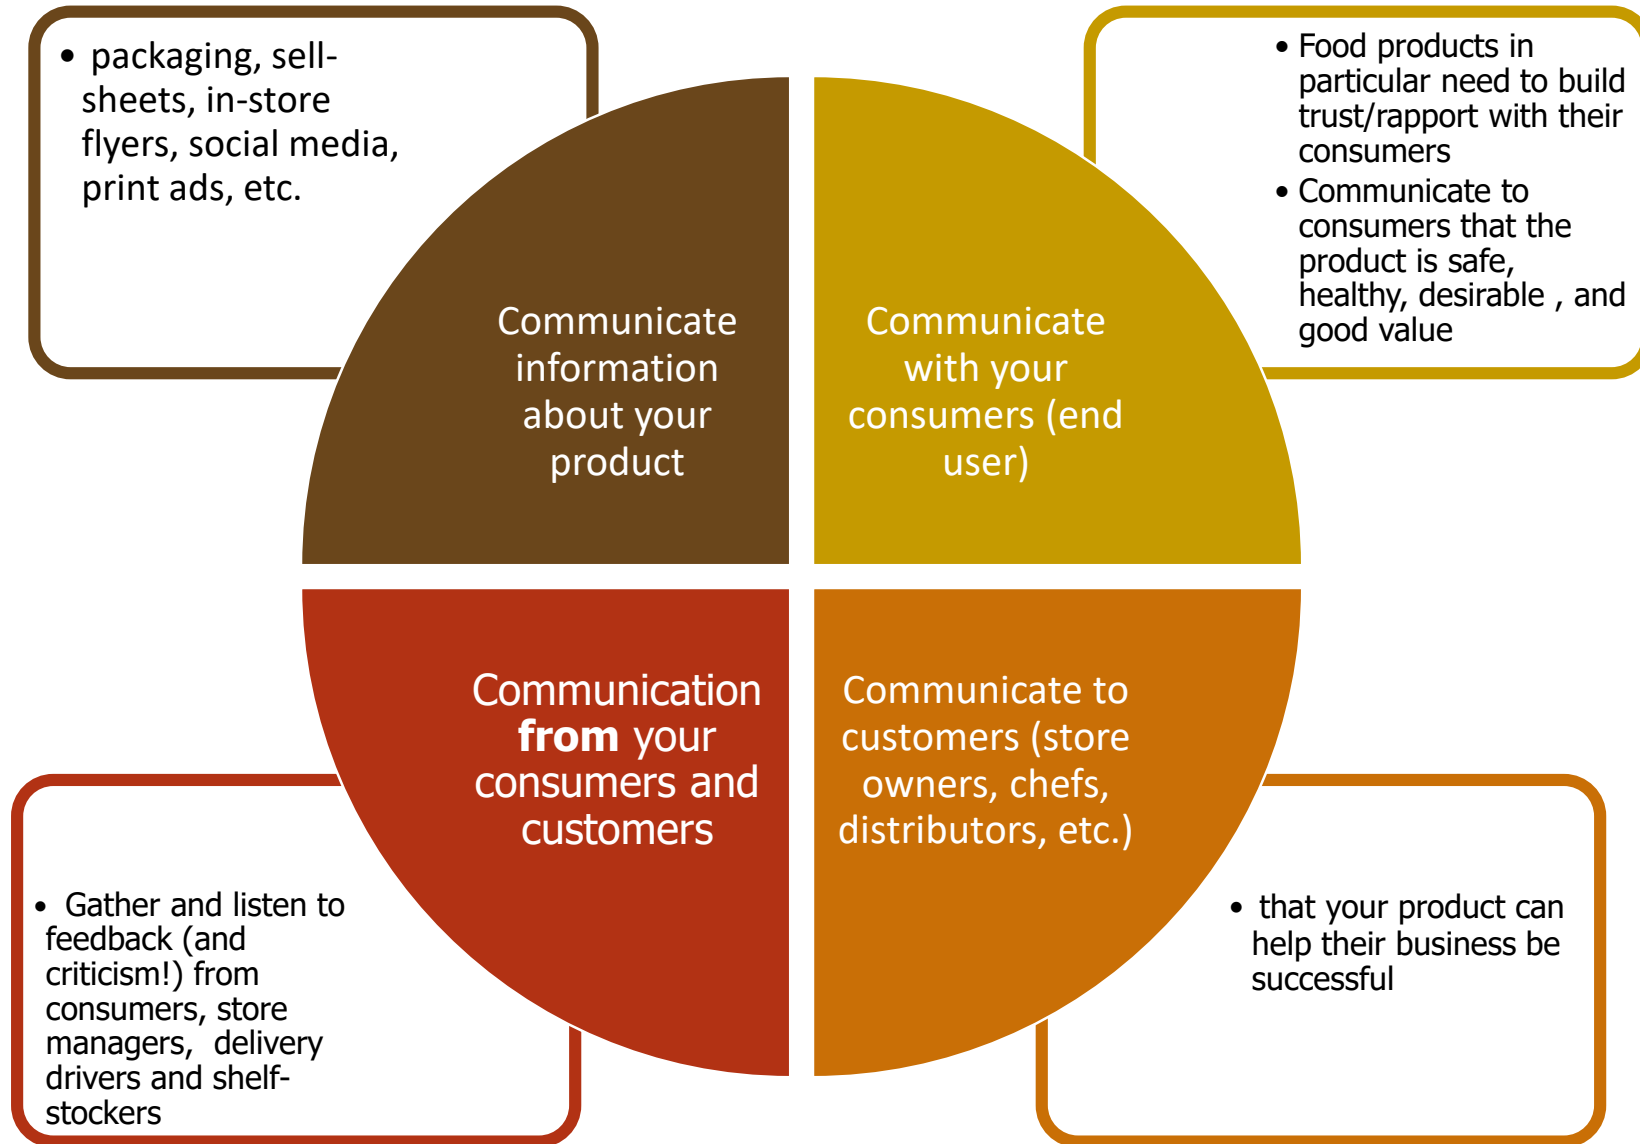 • packaging, sell-
sheets, in-store
flyers, social media,
print ads, etc.
• Food products in
particular need to build
trust/rapport with their
consumers
• Communicate to
consumers that the
product is safe,
healthy, desirable , and
good value
Communicate
information
about your
product
Communicate
with your
consumers (end
user)
Communication
from your
consumers and
customers
Communicate to
customers (store
owners, chefs,
distributors, etc.)
• Gather and listen to
feedback (and
criticism!) from
consumers, store
managers, delivery
drivers and shelf-
stockers
• that your product can
help their business be
successful